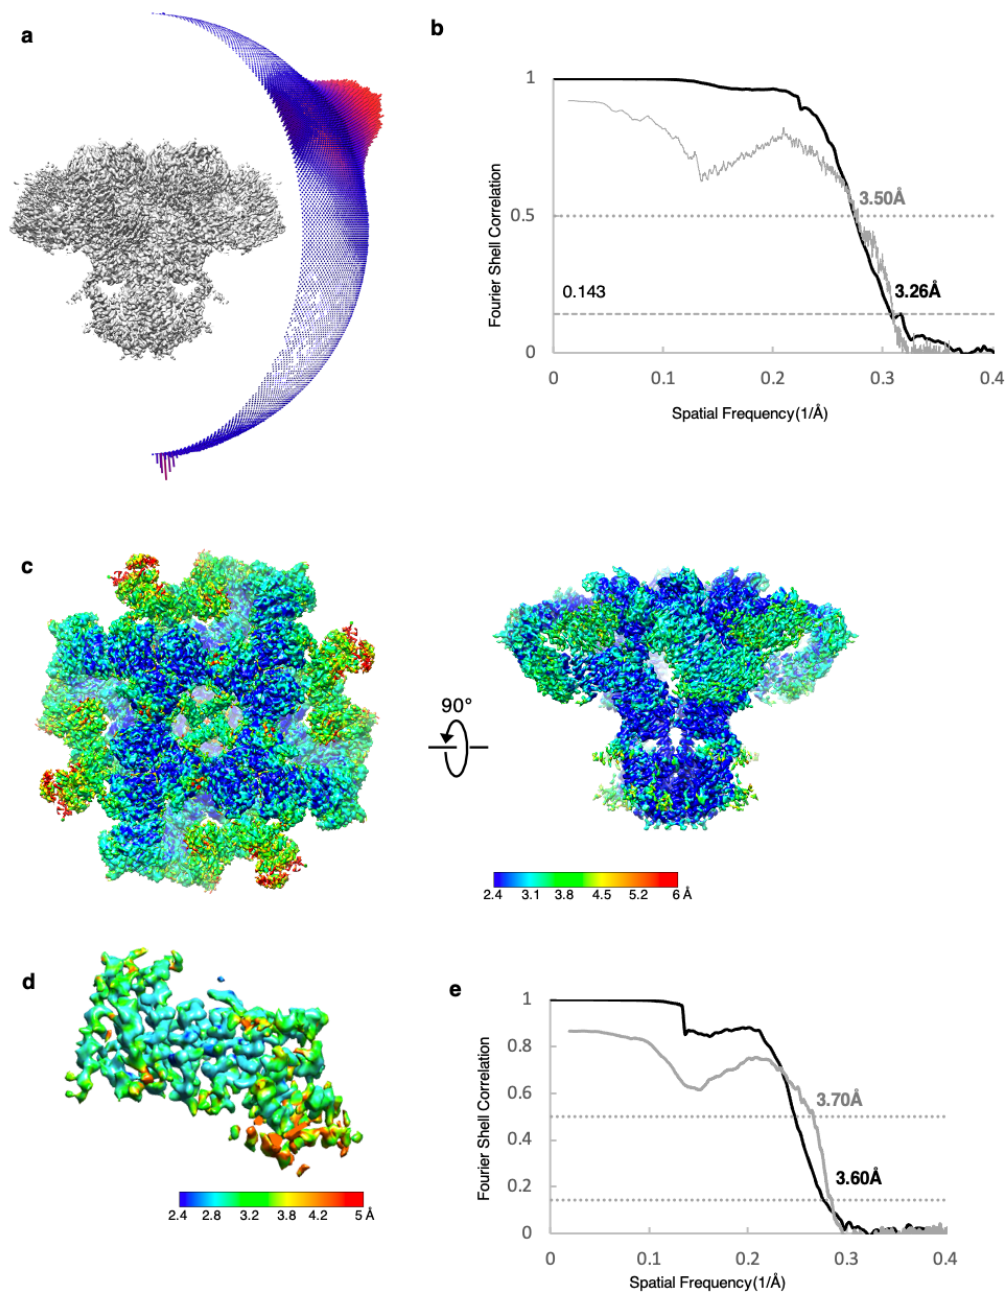 a
b
Fourier Shell Correlation
1
0.5
0
3.50Å
0.143
3.26Å
0
0.1
0.2
0.3
0.4
Spatial Frequency(1/Å)
c
90°
2.4 3.1 3.8 4.5 5.2 6 Å
d
2.4 2.8 3.2 3.8 4.2 5 Å
e
Fourier Shell Correlation
1
0.8
0.6
0.4
0.2
0
3.70Å
3.60Å
0
0.1
0.2
0.3
0.4
Spatial Frequency(1/Å)